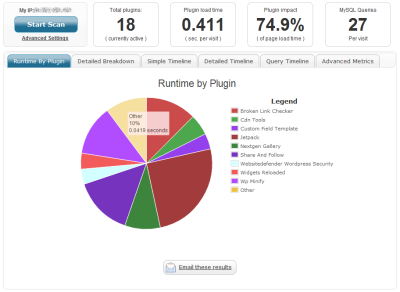 My IP:
Start Scan
Advanced Settings
Total plugins:
18
( currently active )
Plugin load time
0.411
( sec. per visit )
Plugin impact
74.9%
( of page load time )
MySQL Queries
27
Per visit
Runtime By Plugin
Detailed Breakdown
Simple Timeline
Detailed Timeline
Query Timeline
Advanced Metrics
Runtime by Plugin
Other
10%
0.0419 seconds
Legend
Broken Link Checker
Cdn Tools
Custom Field Template
Jetpack
Nextgen Gallery
Share And Follow
Websitedefender Wordpress Security
Widgets Reloaded
Wp Minify
Other
Email these results